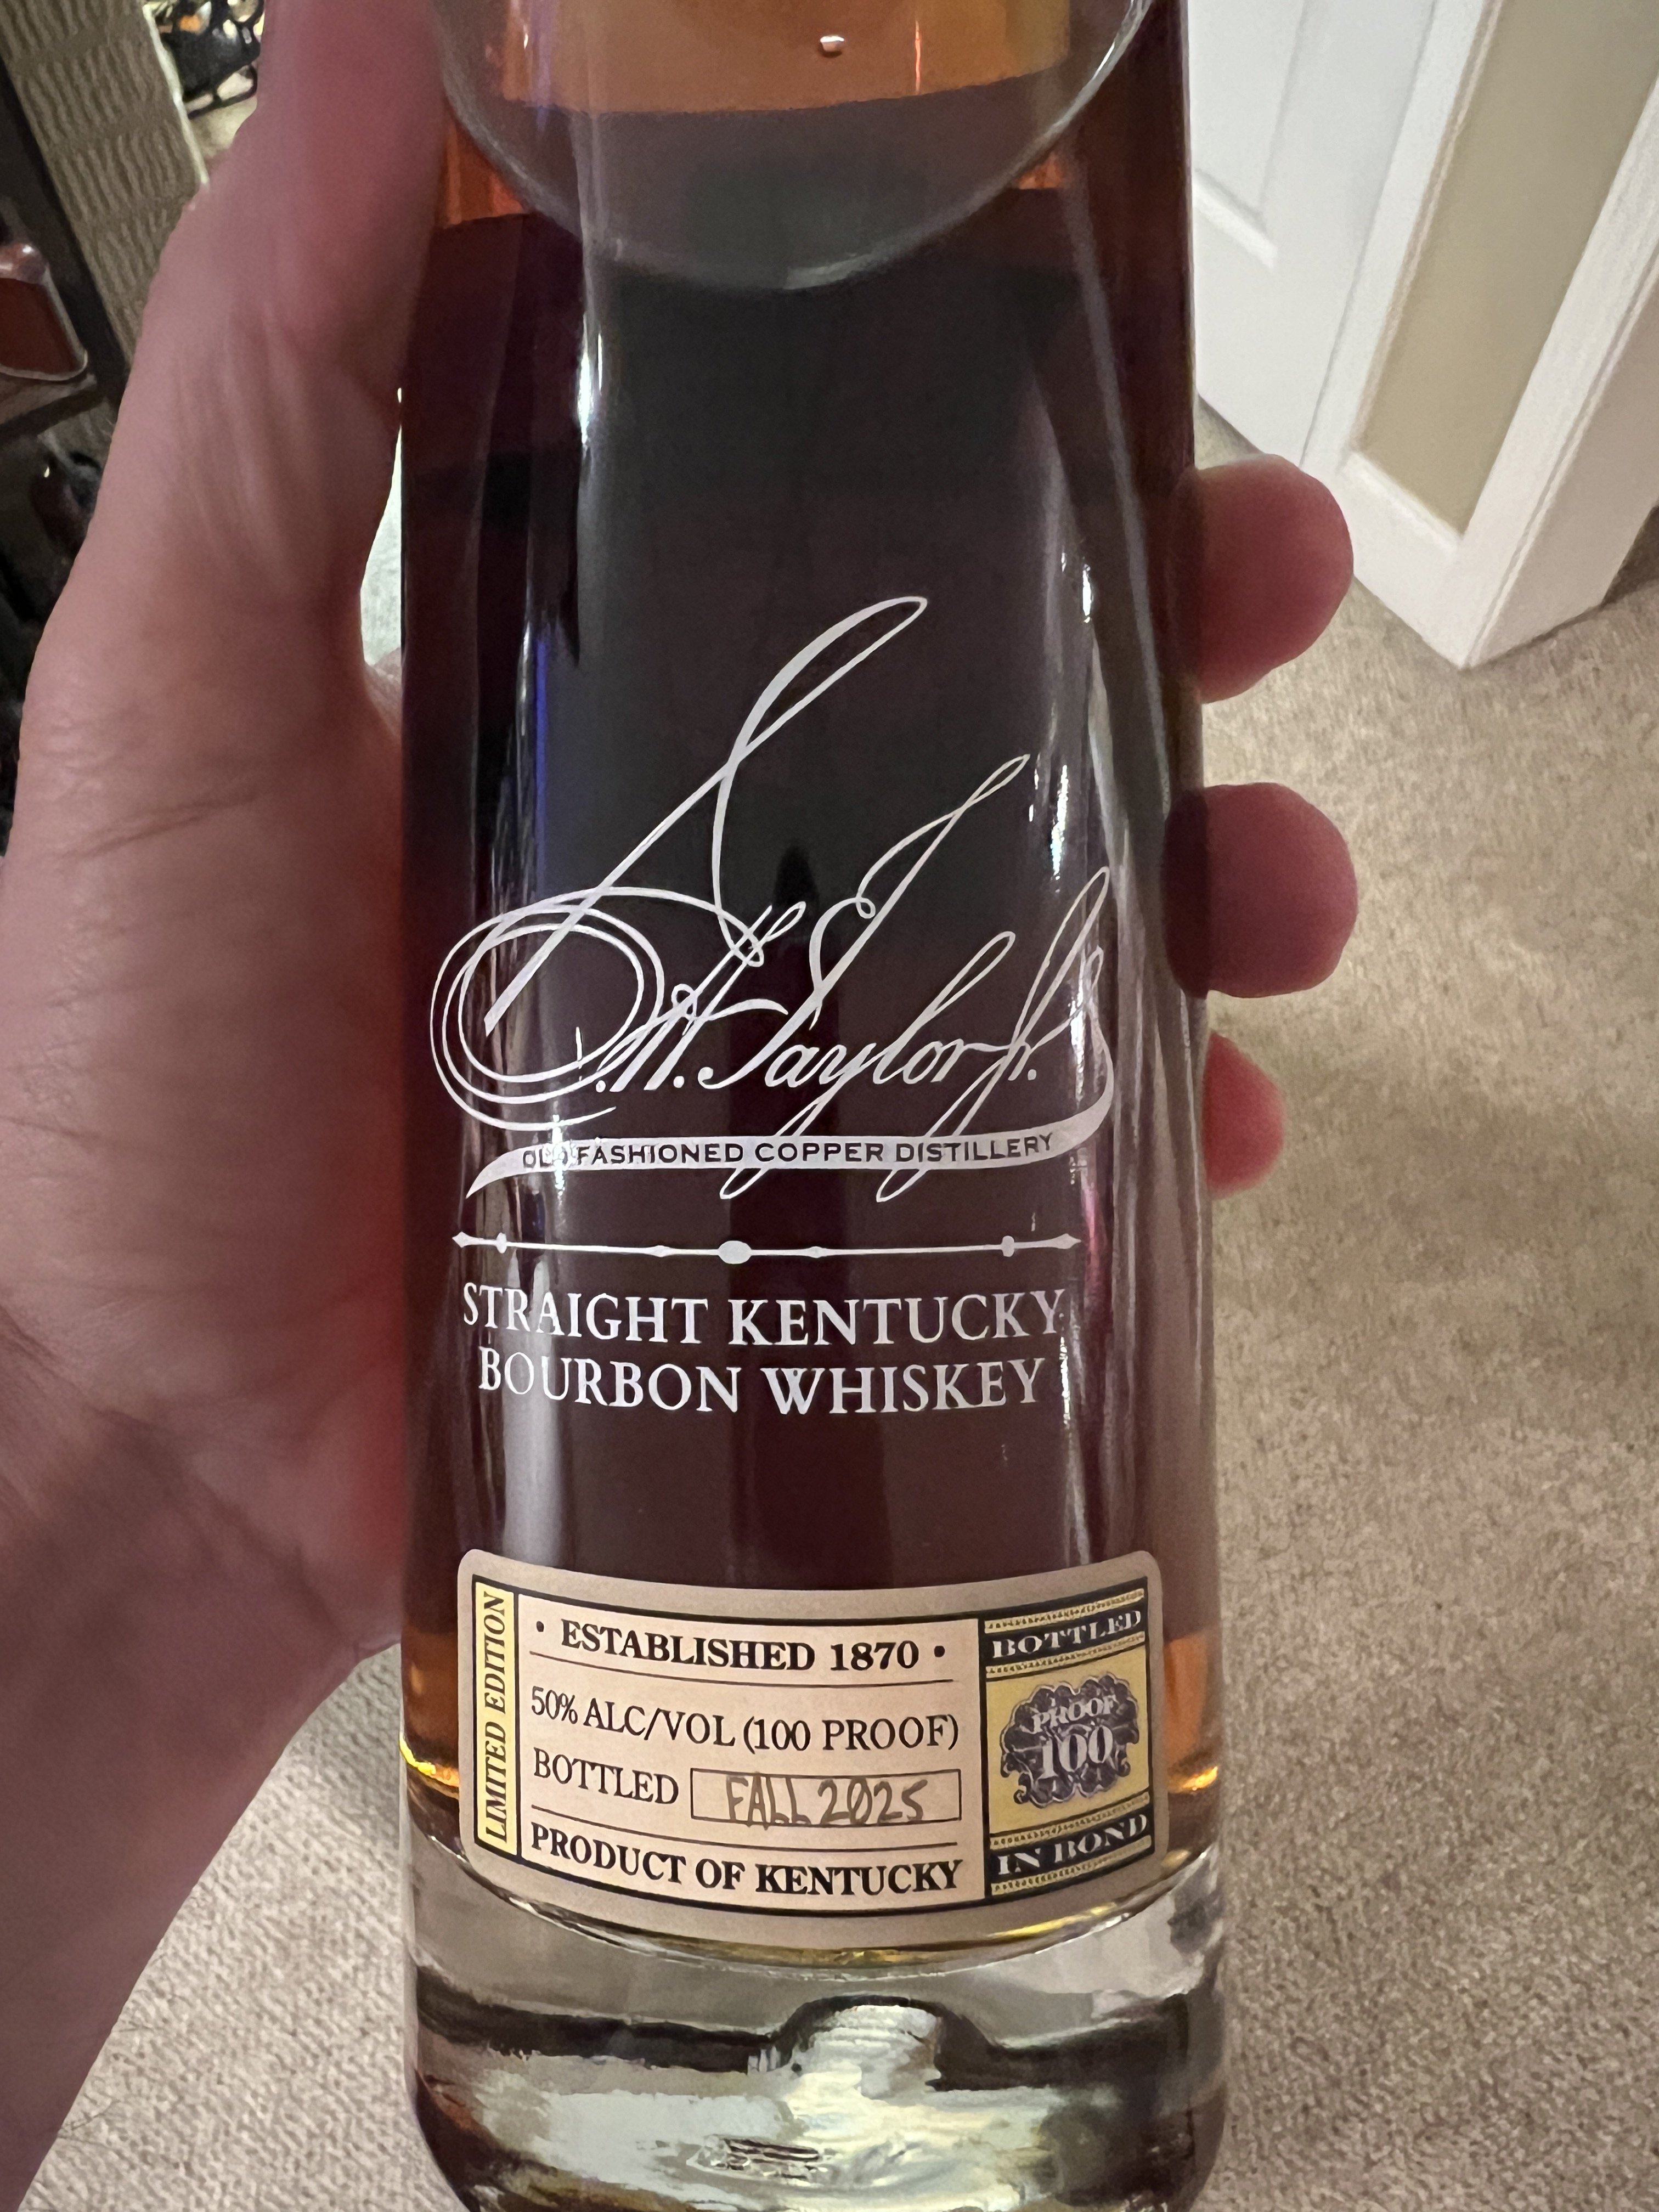 E.H. Taylor, Jr.
OLD FASHIONED COPPER DISTILLERY
STRAIGHT KENTUCKY
BOURBON WHISKEY
LIMITED EDITION
• ESTABLISHED 1870 •
50% ALC/VOL (100 PROOF)
BOTTLED FALL 2025
PRODUCT OF KENTUCKY
BOTTLED
PROOF
100
IN BOND